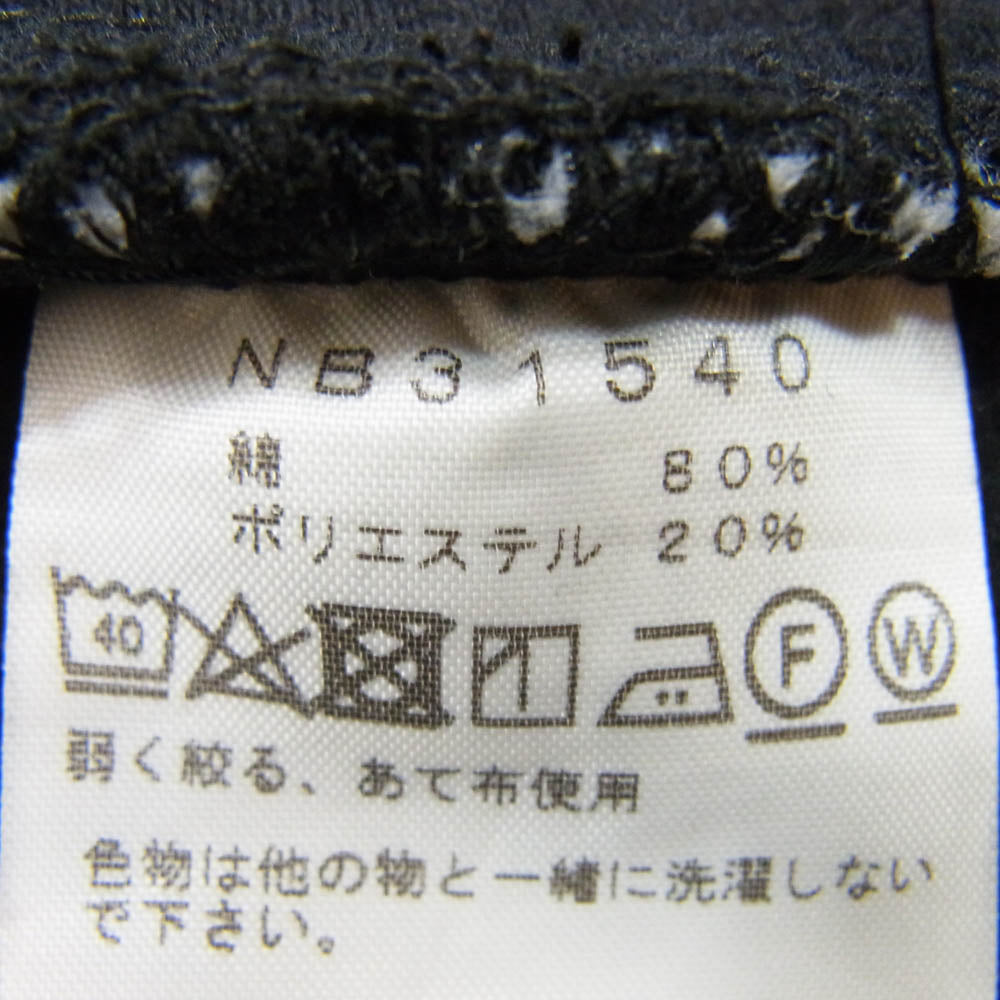 NB31540
綿 80%
ポリエステル 20%
40 F W
弱く絞る、あて布使用
色物は他の物と一緒に洗濯しない
で下さい。